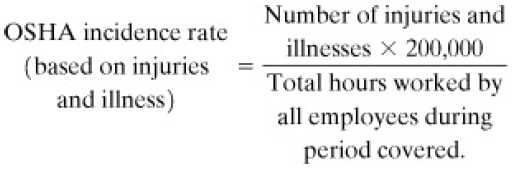 OSHA incidence rate
(based on injuries
and illness)
=
Number of injuries and
illnesses × 200,000
Total hours worked by
all employees during
period covered.